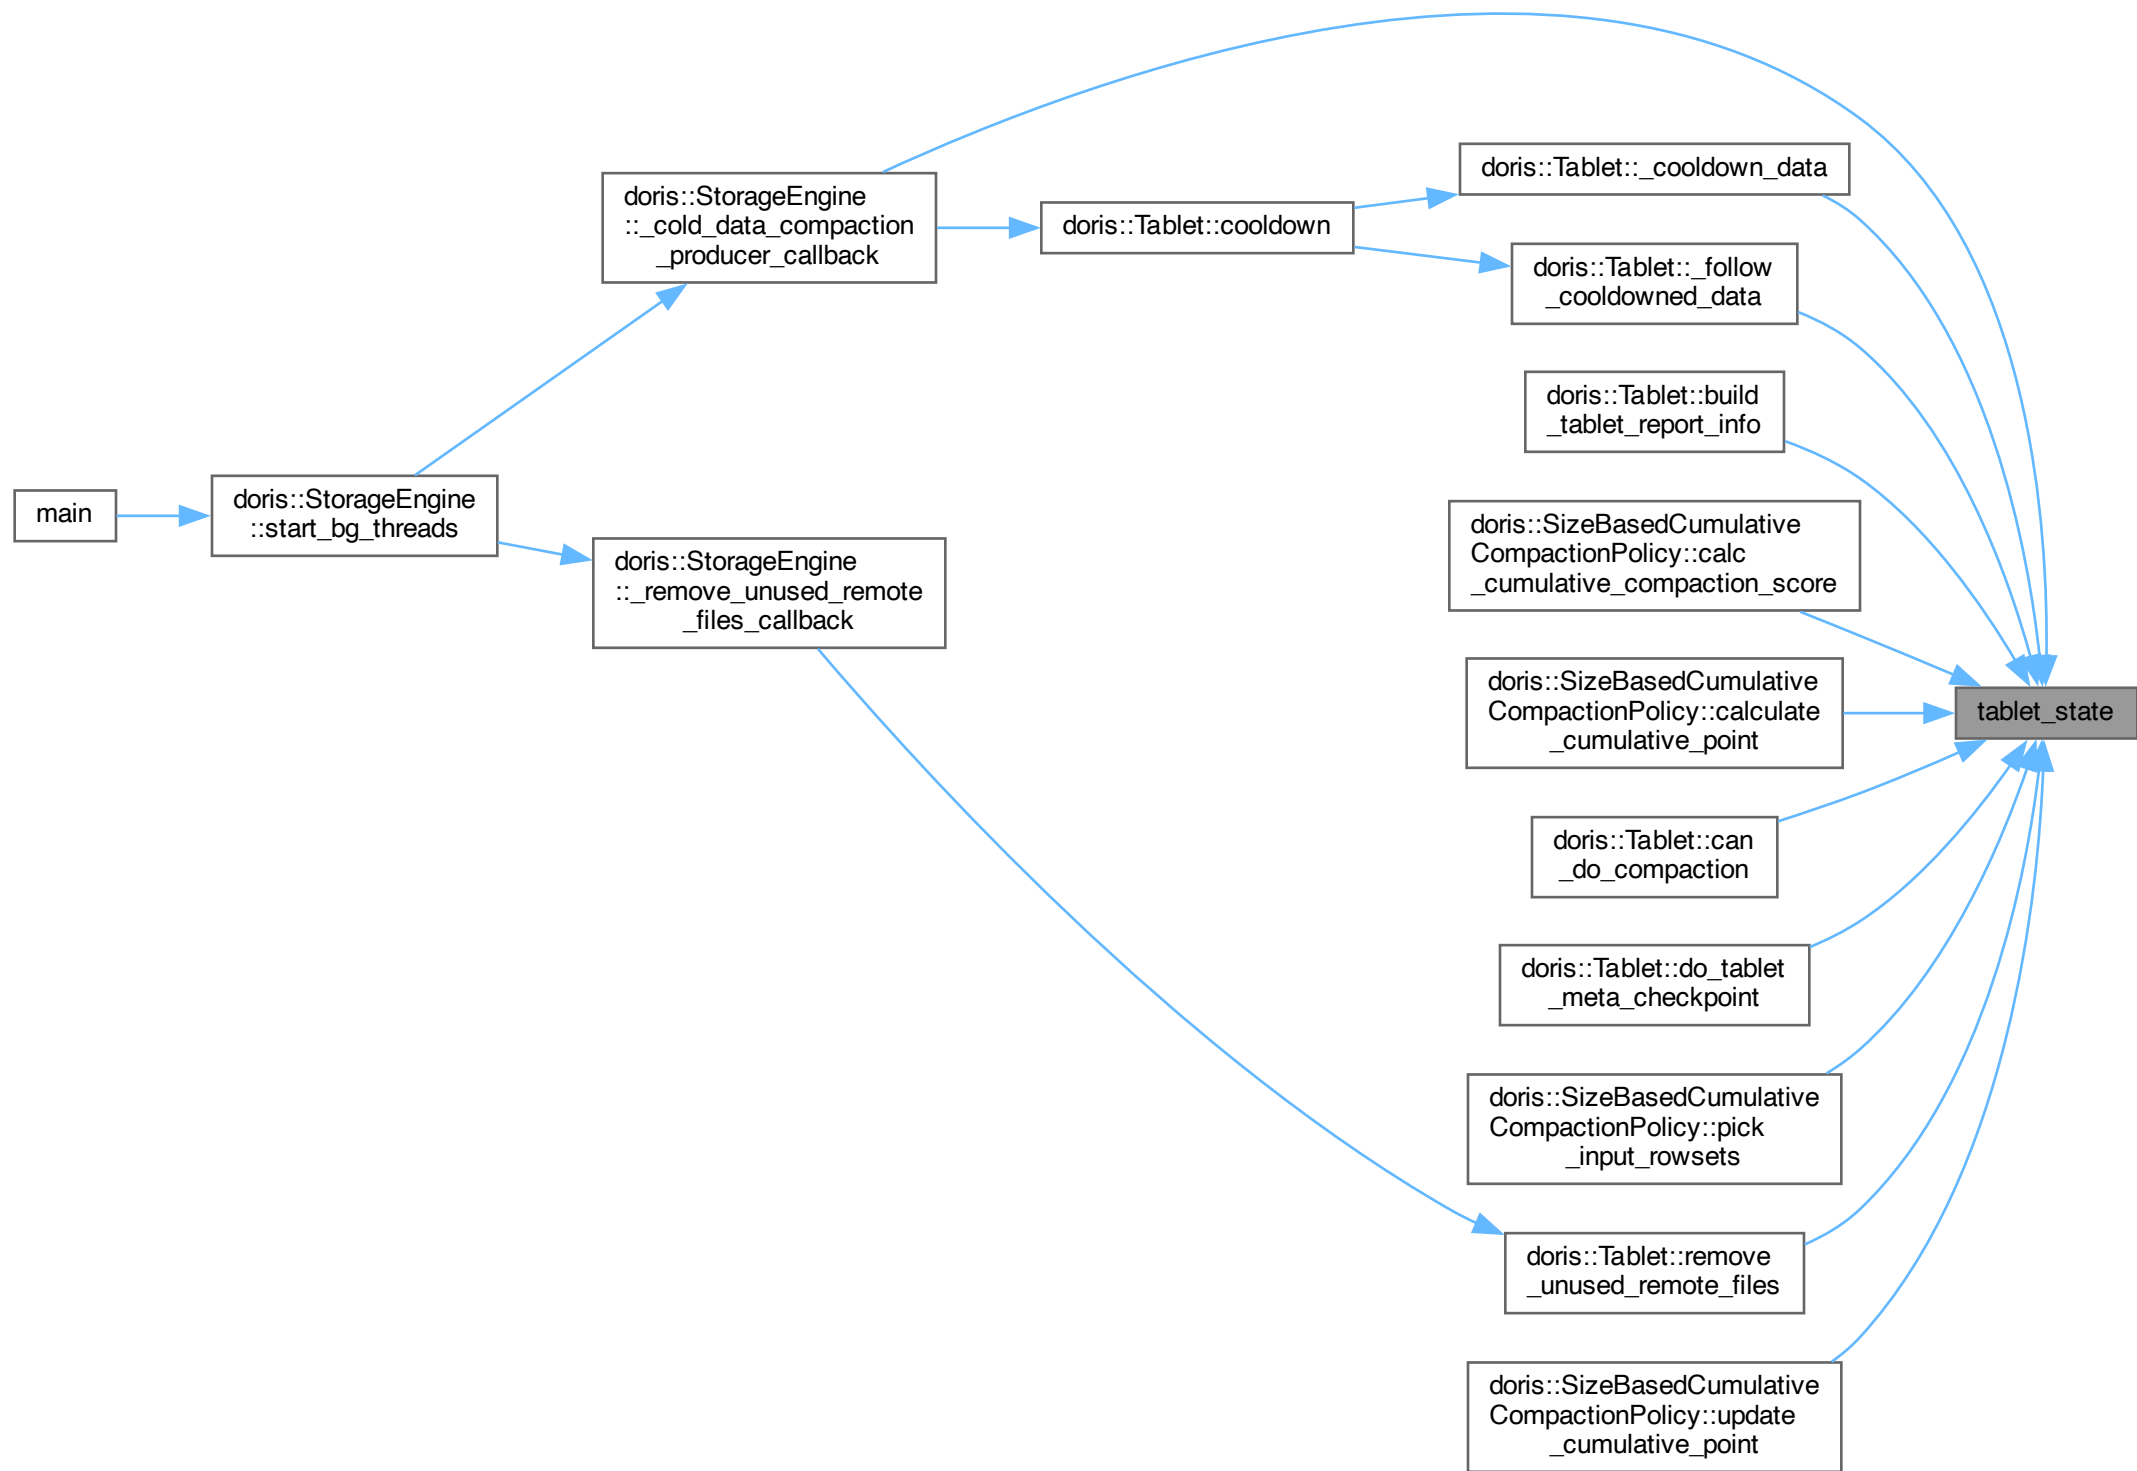 main
doris::StorageEngine
::start_bg_threads
doris::StorageEngine
::_cold_data_compaction
_producer_callback
doris::StorageEngine
::_remove_unused_remote
_files_callback
doris::Tablet::cooldown
doris::Tablet::_cooldown_data
doris::Tablet::_follow
_cooldowned_data
doris::Tablet::build
_tablet_report_info
doris::SizeBasedCumulative
CompactionPolicy::calc
_cumulative_compaction_score
doris::SizeBasedCumulative
CompactionPolicy::calculate
_cumulative_point
doris::Tablet::can
_do_compaction
doris::Tablet::do_tablet
_meta_checkpoint
doris::SizeBasedCumulative
CompactionPolicy::pick
_input_rowsets
doris::Tablet::remove
_unused_remote_files
doris::SizeBasedCumulative
CompactionPolicy::update
_cumulative_point
tablet_state